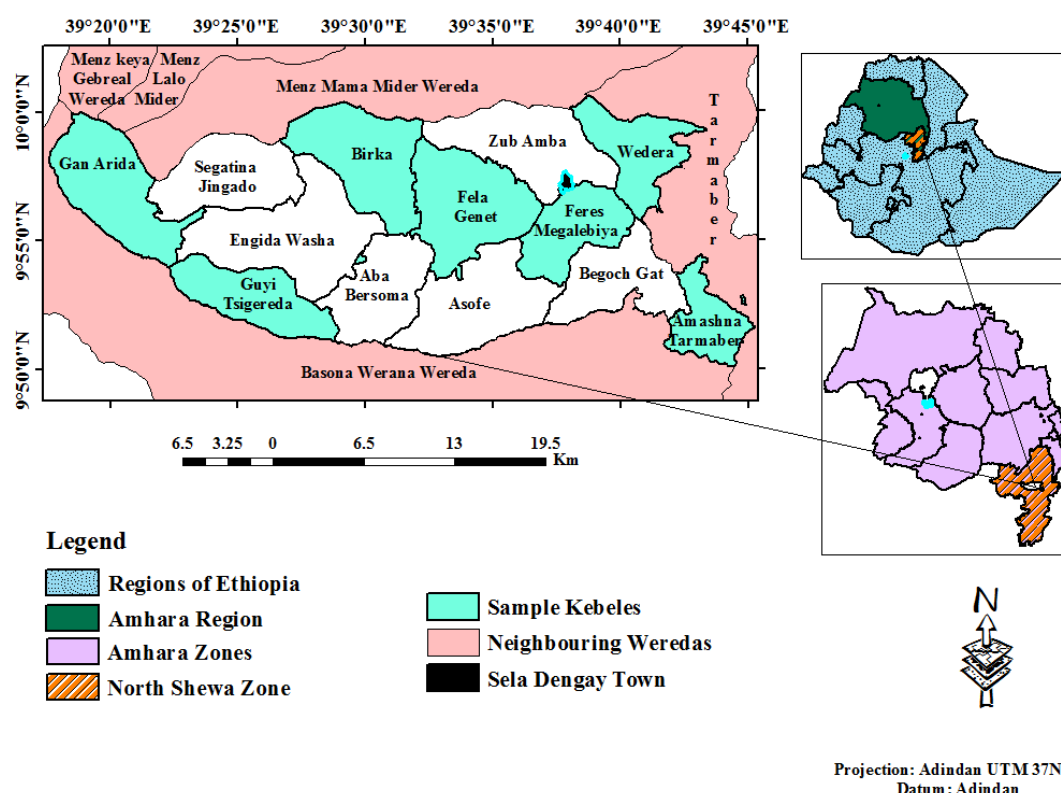 39°20'0"E 39°25'0"E 39°30'0"E 39°35'0"E 39°40'0"E 39°45'0"E
10°0'0"N
9°55'0"N
9°50'0"N
Menz keya
Gebreal
Wereda
Menz
Lalo
Mider
Menz Mama Mider Wereda
Tarmaber
Gan Arida
Segatina
Jingado
Birka
Zub Amba
Wedera
Fela
Genet
Feres
Megalebiya
Engida Washa
Begoch Gat
Guyi
Tsigereda
Aba
Bersoma
Asofe
Amashna
Tarmaber
Basona Werana Wereda
6.5 3.25 0 6.5 13 19.5
Km
Legend
Regions of Ethiopia
Amhara Region
Amhara Zones
North Shewa Zone
Sample Kebeles
Neighbouring Weredas
Sela Dengay Town
N
Projection: Adindan UTM 37N
Datum: Adindan